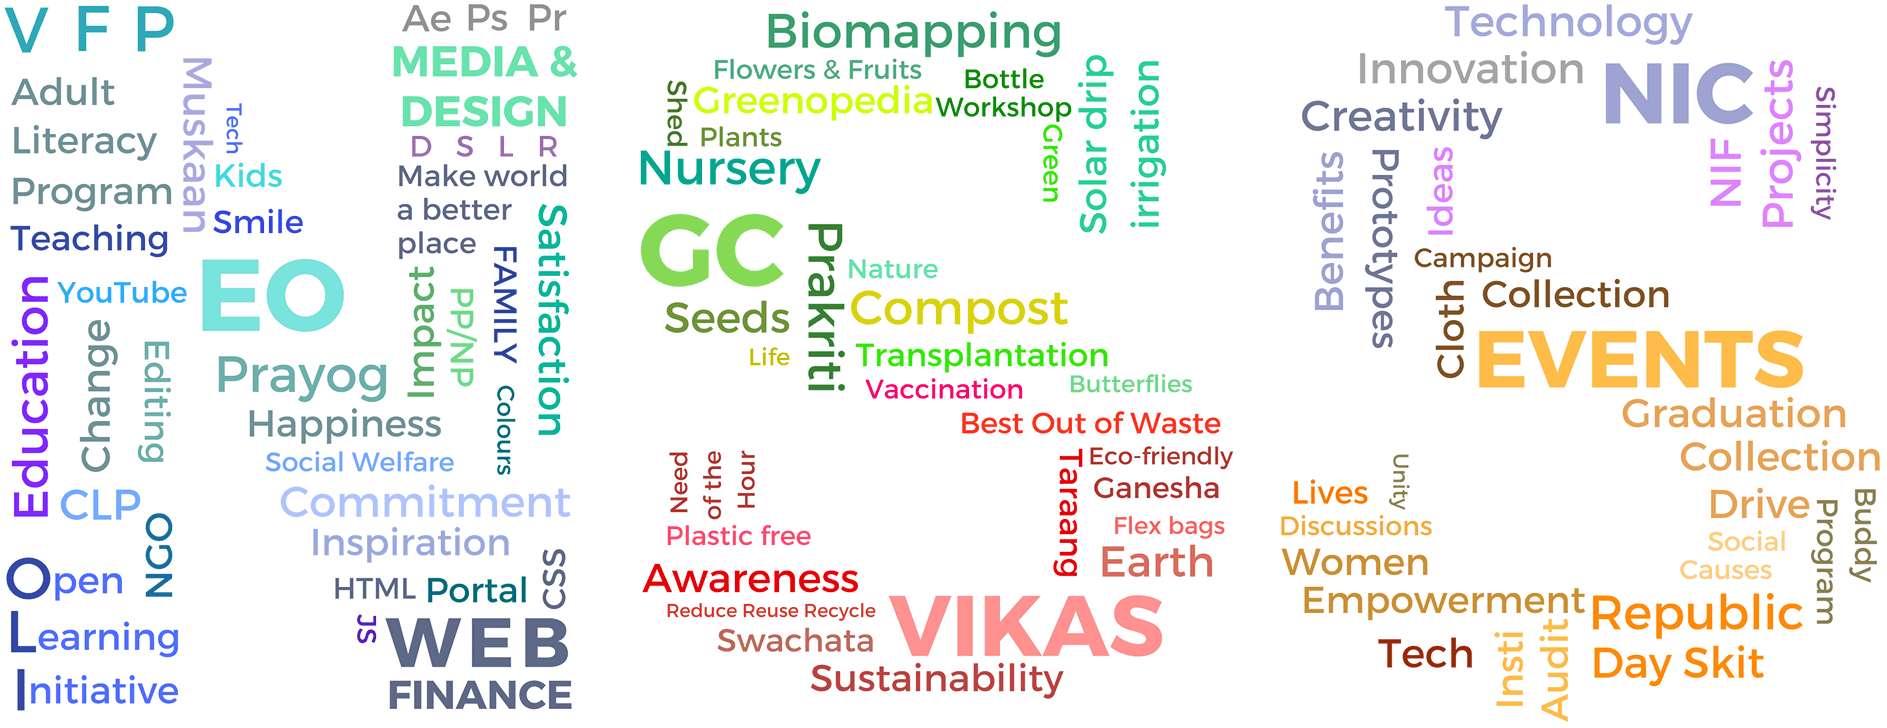 V F P
Adult
Literacy
Program
Teaching
Muskaan
Tech
Kids
Smile
YouTube
EO
Education
Change
Editing
Prayog
Happiness
Social Welfare
CLP
NGO
Commitment
Inspiration
Open
Learning
Initiative
HTML Portal
CSS
JS
WEB
FINANCE
Ae Ps Pr
MEDIA &
DESIGN
D S L R
Make world
a better
place
Impact
PP/NP
FAMILY
Colours
Satisfaction
Biomapping
Flowers & Fruits
Shed
Greenopedia
Plants
Bottle
Workshop
Nursery
Green
Solar drip
irrigation
GC
Seeds
Life
Prakriti
Nature
Compost
Transplantation
Vaccination
Butterflies
Best Out of Waste
Need
of the
Hour
Plastic free
Awareness
Reduce Reuse Recycle
Swachata
Taraang
Eco-friendly
Ganesha
Flex bags
Earth
VIKAS
Sustainability
Technology
Innovation
Creativity
NIC
NIF
Projects
Simplicity
Benefits
Prototypes
Ideas
Campaign
Cloth
Collection
EVENTS
Graduation
Collection
Drive
Social
Causes
Buddy
Program
Lives
Unity
Discussions
Women
Empowerment
Tech
Insti
Audit
Republic
Day Skit